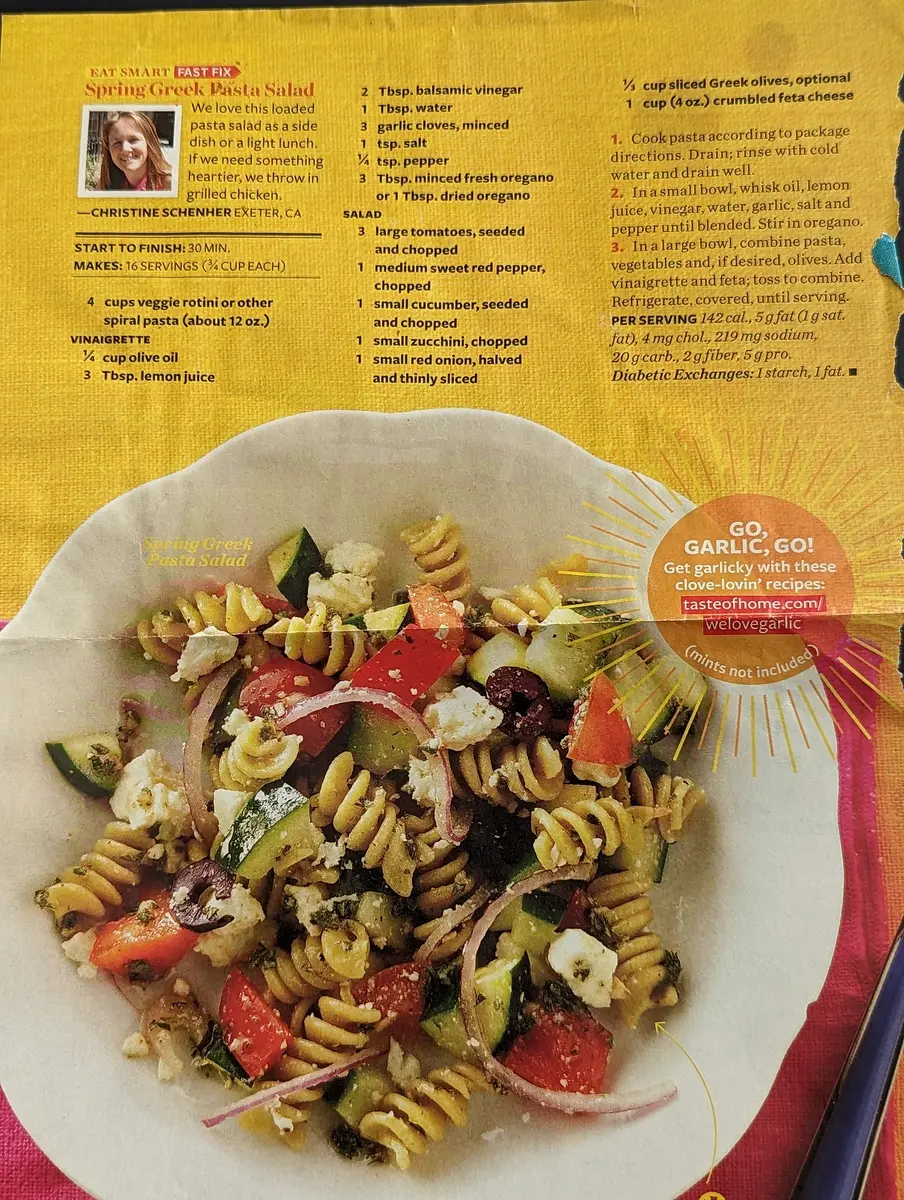 EAT SMART FAST FIX
Spring Greek Pasta Salad
We love this loaded
pasta salad as a side
dish or a light lunch.
If we need something
heartier, we throw in
grilled chicken.
—CHRISTINE SCHENHER EXETER, CA
START TO FINISH: 30 MIN.
MAKES: 16 SERVINGS (¾ CUP EACH)
4 cups veggie rotini or other
spiral pasta (about 12 oz.)
VINAIGRETTE
¼ cup olive oil
3 Tbsp. lemon juice
2 Tbsp. balsamic vinegar
1 Tbsp. water
3 garlic cloves, minced
1 tsp. salt
¼ tsp. pepper
3 Tbsp. minced fresh oregano
or 1 Tbsp. dried oregano
SALAD
3 large tomatoes, seeded
and chopped
1 medium sweet red pepper,
chopped
1 small cucumber, seeded
and chopped
1 small zucchini, chopped
1 small red onion, halved
and thinly sliced
⅓ cup sliced Greek olives, optional
1 cup (4 oz.) crumbled feta cheese
1. Cook pasta according to package
directions. Drain; rinse with cold
water and drain well.
2. In a small bowl, whisk oil, lemon
juice, vinegar, water, garlic, salt and
pepper until blended. Stir in oregano.
3. In a large bowl, combine pasta,
vegetables and, if desired, olives. Add
vinaigrette and feta; toss to combine.
Refrigerate, covered, until serving.
PER SERVING 142 cal., 5 g fat (1 g sat.
fat), 4 mg chol., 219 mg sodium,
20 g carb., 2 g fiber, 5 g pro.
Diabetic Exchanges: 1 starch, 1 fat. ■
Spring Greek
Pasta Salad
GO,
GARLIC, GO!
Get garlicky with these
clove-lovin' recipes:
tasteofhome.com/
welovegarlic
(mints not included)